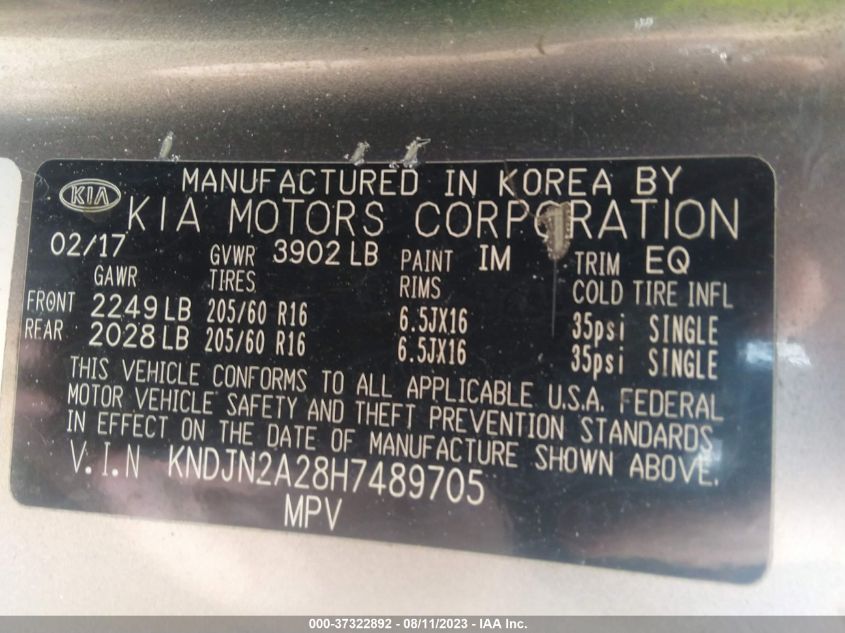 MANUFACTURED IN KOREA BY
KIA KIA MOTORS CORPORATION
02/17 GVWR 3902 LB PAINT IM TRIM EQ
GAWR TIRES RIMS COLD TIRE INFL
FRONT 2249 LB 205/60 R16 6.5JX16 35psi SINGLE
REAR 2028 LB 205/60 R16 6.5JX16 35psi SINGLE
THIS VEHICLE CONFORMS TO ALL APPLICABLE U.S.A. FEDERAL
MOTOR VEHICLE SAFETY AND THEFT PREVENTION STANDARDS
IN EFFECT ON THE DATE OF MANUFACTURE SHOWN ABOVE.
V.I.N KNDJN2A28H7489705
MPV
000-37322892 - 08/11/2023 - IAA Inc.